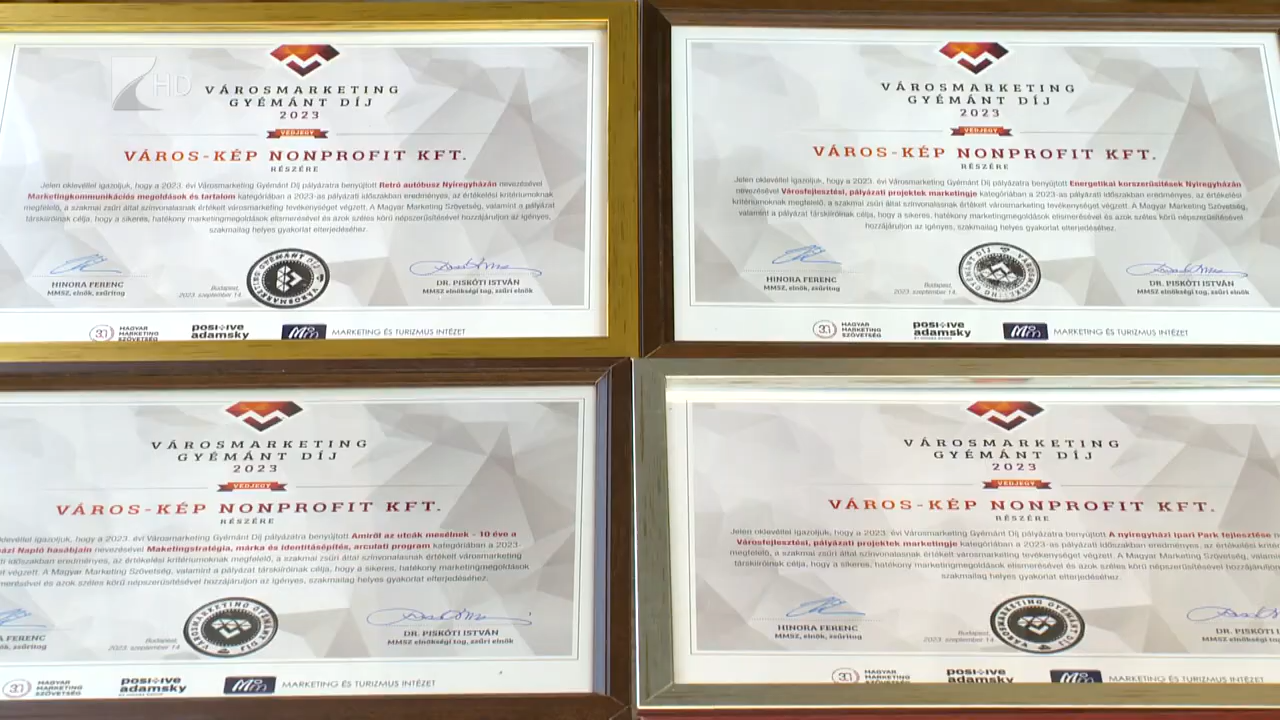 HD
VÁROSMARKETING
GYÉMÁNT DÍJ
2023
VÉDJEGY
VÁROS-KÉP NONPROFIT KFT.
RÉSZÉRE
Jelen oklevéllel igazoljuk, hogy a 2023. évi Városmarketing Gyémánt Díj pályázatra benyújtott Retró autóbusz Nyíregyházán nevezésével
Marketingkommunikációs megoldások és tartalom kategóriában a 2023-as pályázati időszakban eredményes, az értékelési kritériumoknak
megfelelő, a szakmai zsűri által színvonalasnak értékelt városmarketing tevékenységet végzett. A Magyar Marketing Szövetség, valamint a pályázat
társkiíróinak célja, hogy a sikeres, hatékony marketingmegoldások elismerésével és azok széles körű népszerűsítésével hozzájáruljon az igényes,
szakmailag helyes gyakorlat elterjedéséhez.
HINORA FERENC
MMSZ, elnök, zsűritag
Budapest,
2023. szeptember 14.
VÁROSMARKETING GYÉMÁNT DÍJ
DR. PISKÓTI ISTVÁN
MMSZ elnökségi tag, zsűri elnök
30 MAGYAR
MARKETING
SZÖVETSÉG
positive
adamsky
MARKETING ÉS TURIZMUS INTÉZET
VÁROSMARKETING
GYÉMÁNT DÍJ
2023
VÉDJEGY
VÁROS-KÉP NONPROFIT KFT.
RÉSZÉRE
Jelen oklevéllel igazoljuk, hogy a 2023. évi Városmarketing Gyémánt Díj pályázatra benyújtott Energetikai korszerűsítések Nyíregyházán
nevezésével Városfejlesztési, pályázati projektek marketingje kategóriában a 2023-as pályázati időszakban eredményes, az értékelési
kritériumoknak megfelelő, a szakmai zsűri által színvonalasnak értékelt városmarketing tevékenységet végzett. A Magyar Marketing Szövetség,
valamint a pályázat társkiíróinak célja, hogy a sikeres, hatékony marketingmegoldások elismerésével és azok széles körű népszerűsítésével
hozzájáruljon az igényes, szakmailag helyes gyakorlat elterjedéséhez.
HINORA FERENC
MMSZ, elnök, zsűritag
Budapest,
2023. szeptember 14.
DR. PISKÓTI ISTVÁN
MMSZ elnökségi tag, zsűri elnök
30 MAGYAR
MARKETING
SZÖVETSÉG
positive
adamsky
MARKETING ÉS TURIZMUS INTÉZET
VÁROSMARKETING
GYÉMÁNT DÍJ
2023
VÉDJEGY
VÁROS-KÉP NONPROFIT KFT.
RÉSZÉRE
oklevéllel igazoljuk, hogy a 2023. évi Városmarketing Gyémánt Díj pályázatra benyújtott Amiről az utcák mesélnek - 10 éve a
Napló hasábjain nevezésével Maketingstratégia, márka és identitásépítés, arculati program kategóriában a 2023-
időszakban eredményes, az értékelési kritériumoknak megfelelő, a szakmai zsűri által színvonalasnak értékelt városmarketing
végzett. A Magyar Marketing Szövetség, valamint a pályázat társkiíróinak célja, hogy a sikeres, hatékony marketingmegoldások
elismerésével és azok széles körű népszerűsítésével hozzájáruljon az igényes, szakmailag helyes gyakorlat elterjedéséhez.
FERENC
zsűritag
Budapest,
2023. szeptember 14.
DR. PISKÓTI ISTVÁN
MMSZ elnökségi tag, zsűri elnök
30 MAGYAR
MARKETING
SZÖVETSÉG
positive
adamsky
MARKETING ÉS TURIZMUS INTÉZET
VÁROSMARKETING
GYÉMÁNT DÍJ
2023
VÉDJEGY
VÁROS-KÉP NONPROFIT KFT.
RÉSZÉRE
Jelen oklevéllel igazoljuk, hogy a 2023. évi Városmarketing Gyémánt Díj pályázatra benyújtott A nyíregyházi Ipari Park fejlesztése
Városfejlesztési, pályázati projektek marketingje kategóriában a 2023-as pályázati időszakban eredményes, az értékelési
megfelelő, a szakmai zsűri által színvonalasnak értékelt városmarketing tevékenységet végzett. A Magyar Marketing Szövetség,
társkiíróinak célja, hogy a sikeres, hatékony marketingmegoldások elismerésével és azok széles körű népszerűsítésével hozzájáruljon
szakmailag helyes gyakorlat elterjedéséhez.
HINORA FERENC
MMSZ, elnök, zsűritag
Budapest,
2023. szeptember 14.
DR. PISKÓTI
MMSZ elnökségi
30 MAGYAR
MARKETING
SZÖVETSÉG
positive
adamsky
MARKETING ÉS TURIZMUS